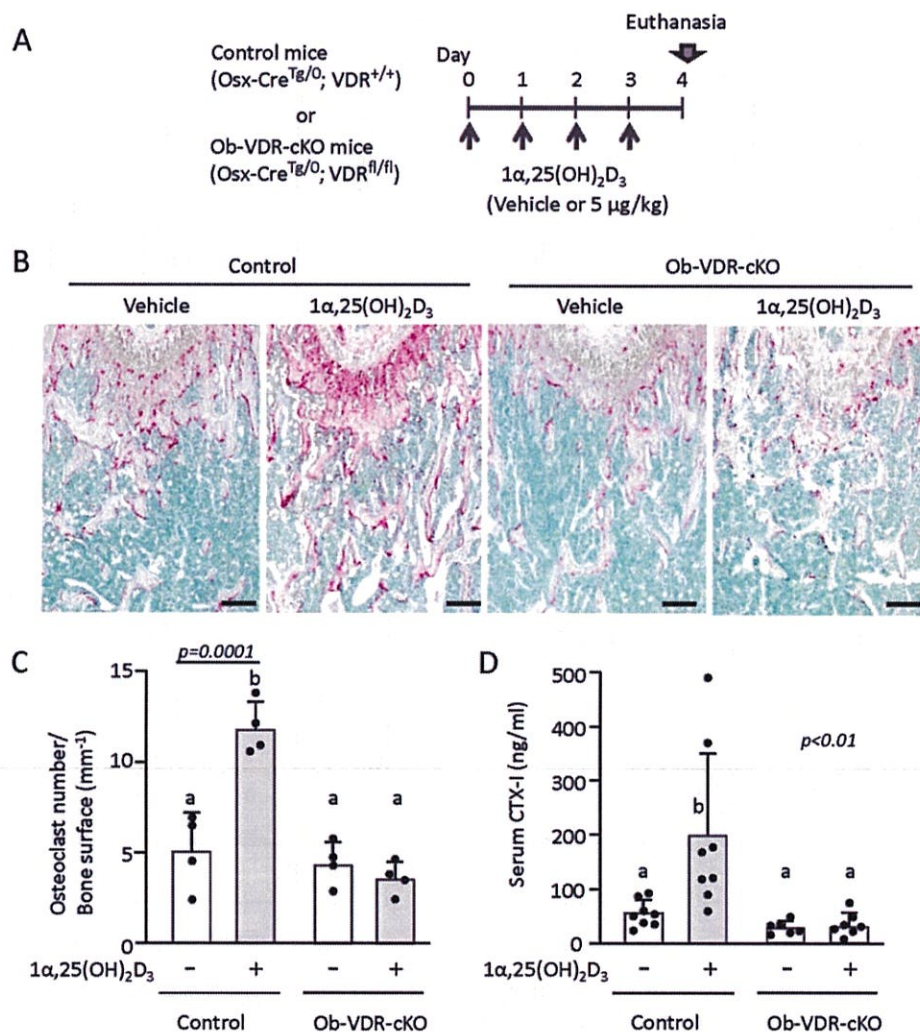 A
Control mice
(Osx-Cre^Tg/0; VDR^+/+)
or
Ob-VDR-cKO mice
(Osx-Cre^Tg/0; VDR^fl/fl)
Euthanasia
Day
0 1 2 3 4
1α,25(OH)₂D₃
(Vehicle or 5 µg/kg)
B
Control Ob-VDR-cKO
Vehicle 1α,25(OH)₂D₃ Vehicle 1α,25(OH)₂D₃
C
p=0.0001
Osteoclast number/
Bone surface (mm⁻¹)
15
10
5
0
a b a a
1α,25(OH)₂D₃ − + − +
Control Ob-VDR-cKO
D
Serum CTX-I (ng/ml)
500
400
300
200
100
0
p<0.01
a b a a
1α,25(OH)₂D₃ − + − +
Control Ob-VDR-cKO